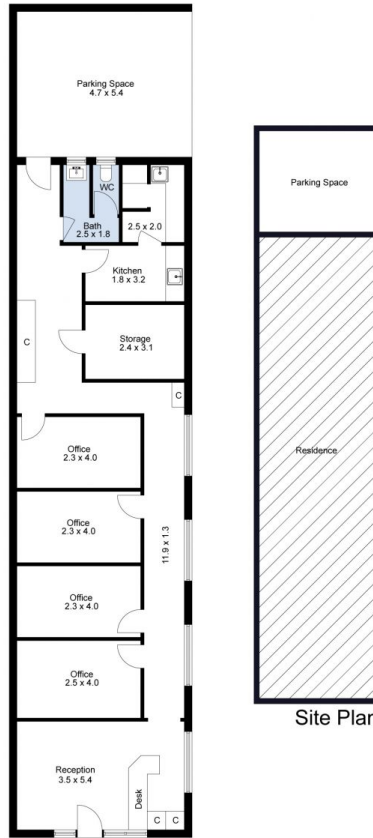 Parking Space
4.7 x 5.4
WC
Bath
2.5 x 1.8
2.5 x 2.0
Kitchen
1.8 x 3.2
C
Storage
2.4 x 3.1
C
Office
2.3 x 4.0
Office
2.3 x 4.0
11.9 x 1.3
Office
2.3 x 4.0
Office
2.5 x 4.0
Reception
3.5 x 5.4
Desk
C C
Parking Space
Residence
Site Plan